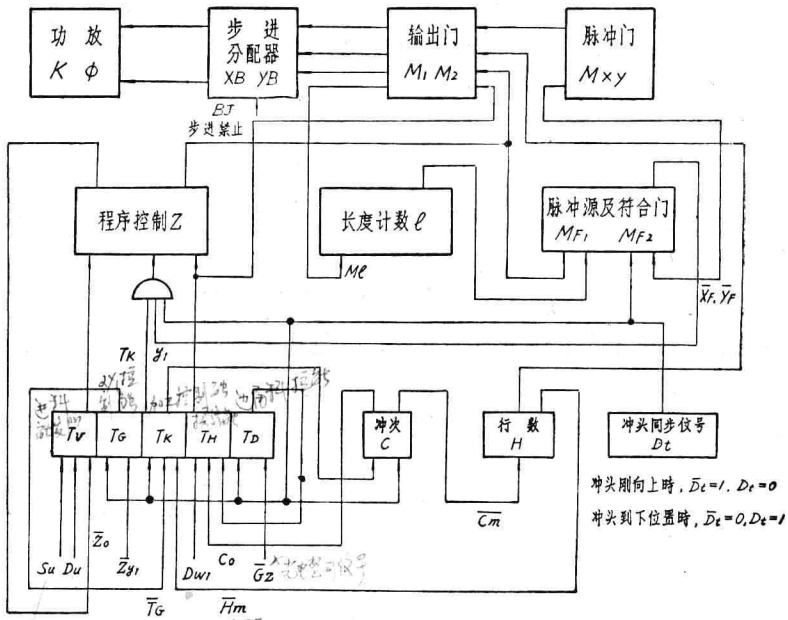 功放
K Φ
步进
分配器
XB YB
输出门
M1 M2
脉冲门
Mxy
BJ
步进禁止
程序控制Z
长度计数ℓ
脉冲源及符合门
MF1 MF2
Mℓ
X̄F, ȲF
TK y1
Tv TG TK TH TD
冲次
C
行数
H
冲头同步信号
Dt
冲头刚向上時, D̄t=1. Dt=0
冲头到下位置時, D̄t=0, Dt=1
C̅m̅
Su Du Z̄0 Z̄y1 Dw1 C0 ḠZ
T̄G H̄m